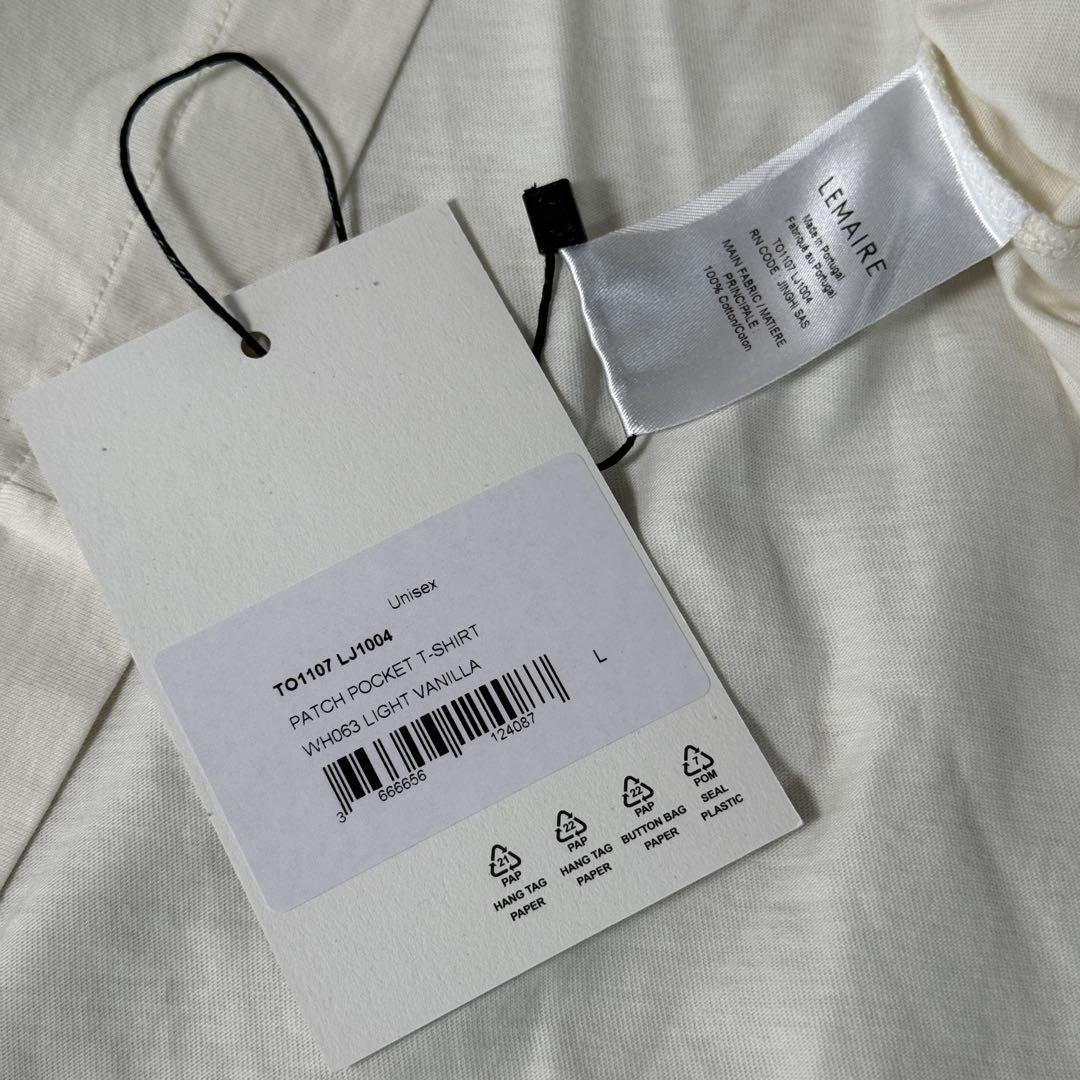 LEMAIRE
Made in Portugal
Fabriqué au Portugal
TO1107 LJ1004
RN CODE : JINGHI SAS
MAIN FABRIC / MATIÈRE
PRINCIPALE :
100% Cotton/Coton
Unisex
TO1107 LJ1004
PATCH POCKET T-SHIRT
WH063 LIGHT VANILLA
L
3 666656 124087
21
PAP
HANG TAG
PAPER
22
PAP
HANG TAG
PAPER
22
PAP
BUTTON BAG
PAPER
7
POM
SEAL
PLASTIC